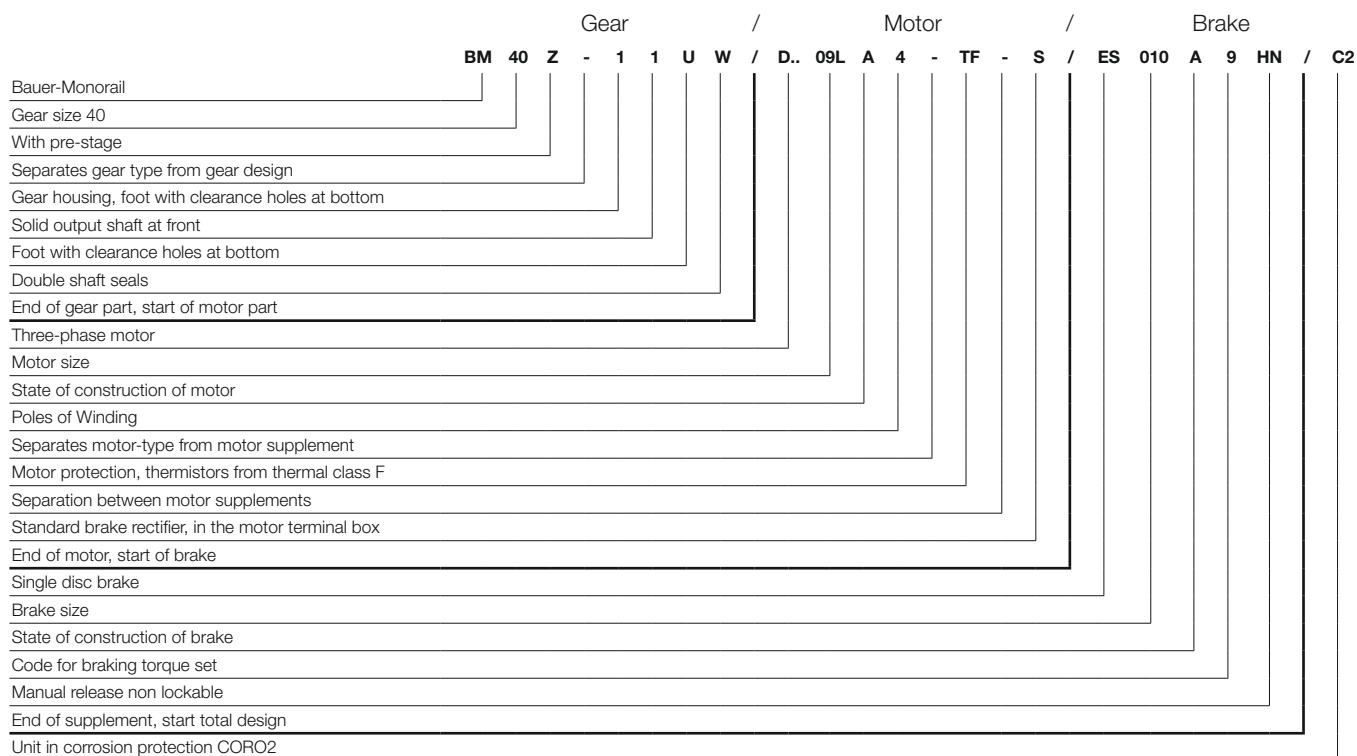 Gear / Motor / Brake
BM 40 Z - 1 1 U W / D.. 09L A 4 - TF - S / ES 010 A 9 HN / C2
Bauer-Monorail
Gear size 40
With pre-stage
Separates gear type from gear design
Gear housing, foot with clearance holes at bottom
Solid output shaft at front
Foot with clearance holes at bottom
Double shaft seals
End of gear part, start of motor part
Three-phase motor
Motor size
State of construction of motor
Poles of Winding
Separates motor-type from motor supplement
Motor protection, thermistors from thermal class F
Separation between motor supplements
Standard brake rectifier, in the motor terminal box
End of motor, start of brake
Single disc brake
Brake size
State of construction of brake
Code for braking torque set
Manual release non lockable
End of supplement, start total design
Unit in corrosion protection CORO2